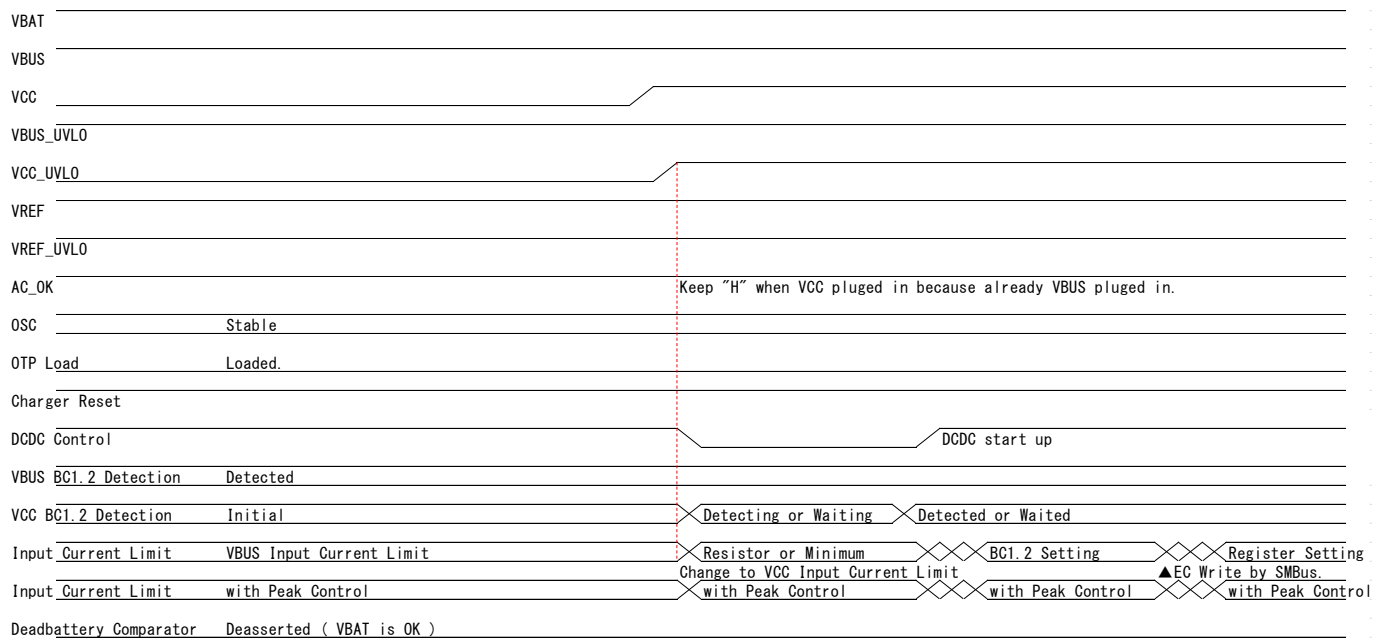 VBAT
VBUS
VCC
VBUS_UVLO
VCC_UVLO
VREF
VREF_UVLO
AC_OK Keep "H" when VCC pluged in because already VBUS pluged in.
OSC Stable
OTP Load Loaded.
Charger Reset
DCDC Control DCDC start up
VBUS BC1.2 Detection Detected
VCC BC1.2 Detection Initial Detecting or Waiting Detected or Waited
Input Current Limit VBUS Input Current Limit Resistor or Minimum BC1.2 Setting Register Setting
Change to VCC Input Current Limit ▲EC Write by SMBus.
Input Current Limit with Peak Control with Peak Control with Peak Control with Peak Control
Deadbattery Comparator Deasserted ( VBAT is OK )